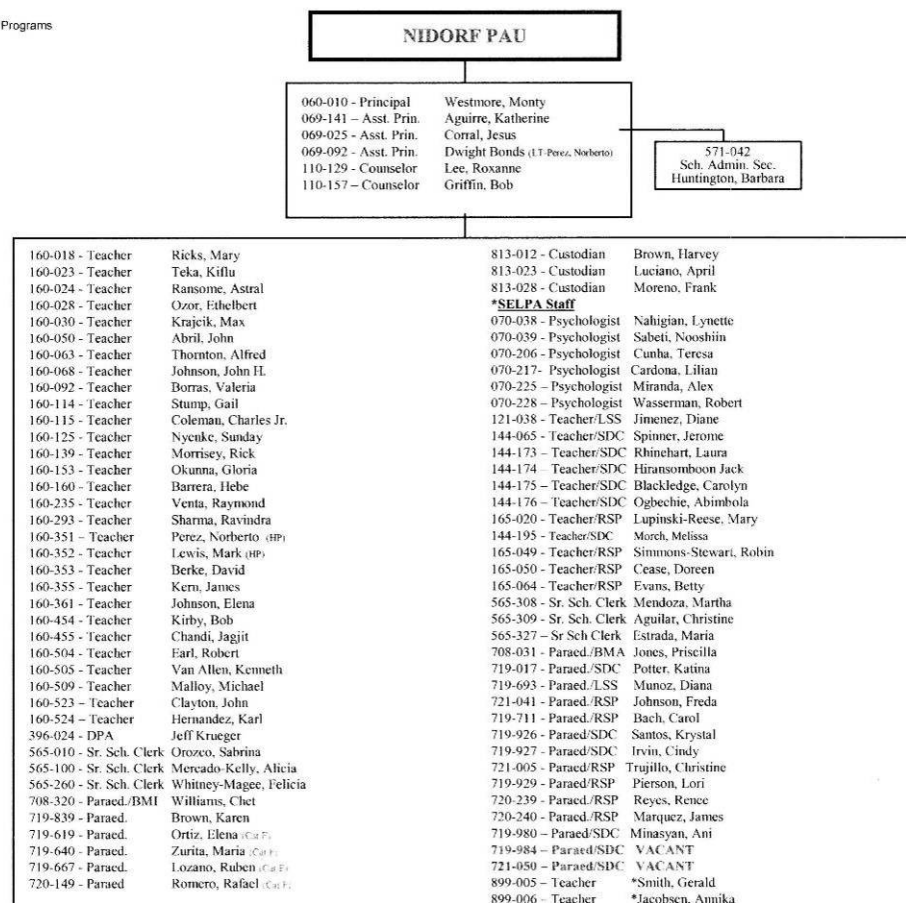 Programs
NIDORF PAU
060-010 - Principal Westmore, Monty
069-141 – Asst. Prin. Aguirre, Katherine
069-025 - Asst. Prin. Corral, Jesus
069-092 - Asst. Prin. Dwight Bonds (LT-Perez, Norberto)
110-129 - Counselor Lee, Roxanne
110-157 – Counselor Griffin, Bob
571-042
Sch. Admin. Sec.
Huntington, Barbara
160-018 - Teacher Ricks, Mary
160-023 - Teacher Teka, Kiflu
160-024 - Teacher Ransome, Astral
160-028 - Teacher Ozor, Ethelbert
160-030 - Teacher Krajcik, Max
160-050 - Teacher Abril, John
160-063 - Teacher Thornton, Alfred
160-068 - Teacher Johnson, John H.
160-092 - Teacher Borras, Valeria
160-114 - Teacher Stump, Gail
160-115 - Teacher Coleman, Charles Jr.
160-125 - Teacher Nyenke, Sunday
160-139 - Teacher Morrisey, Rick
160-153 - Teacher Okunna, Gloria
160-160 - Teacher Barrera, Hebe
160-235 - Teacher Venta, Raymond
160-293 - Teacher Sharma, Ravindra
160-351 – Teacher Perez, Norberto (HP)
160-352 - Teacher Lewis, Mark (HP)
160-353 - Teacher Berke, David
160-355 - Teacher Kern, James
160-361 - Teacher Johnson, Elena
160-454 - Teacher Kirby, Bob
160-455 - Teacher Chandi, Jagjit
160-504 - Teacher Earl, Robert
160-505 - Teacher Van Allen, Kenneth
160-509 - Teacher Malloy, Michael
160-523 – Teacher Clayton, John
160-524 – Teacher Hernandez, Karl
396-024 - DPA Jeff Krueger
565-010 - Sr. Sch. Clerk Orozco, Sabrina
565-100 - Sr. Sch. Clerk Mercado-Kelly, Alicia
565-260 - Sr. Sch. Clerk Whitney-Magee, Felicia
708-320 - Paraed./BMI Williams, Chet
719-839 - Paraed. Brown, Karen
719-619 - Paraed. Ortiz, Elena (Cat F)
719-640 - Paraed. Zurita, Maria (Cat F)
719-667 - Paraed. Lozano, Ruben (Cat F)
720-149 - Paraed Romero, Rafael (Cat F)
813-012 - Custodian Brown, Harvey
813-023 - Custodian Luciano, April
813-028 - Custodian Moreno, Frank
*SELPA Staff
070-038 - Psychologist Nahigian, Lynette
070-039 - Psychologist Sabeti, Nooshiin
070-206 - Psychologist Cunha, Teresa
070-217- Psychologist Cardona, Lilian
070-225 – Psychologist Miranda, Alex
070-228 – Psychologist Wasserman, Robert
121-038 - Teacher/LSS Jimenez, Diane
144-065 - Teacher/SDC Spinner, Jerome
144-173 – Teacher/SDC Rhinehart, Laura
144-174 – Teacher/SDC Hiransomboon Jack
144-175 – Teacher/SDC Blackledge, Carolyn
144-176 – Teacher/SDC Ogbechie, Abimbola
165-020 - Teacher/RSP Lupinski-Reese, Mary
144-195 - Teacher/SDC Morch, Melissa
165-049 - Teacher/RSP Simmons-Stewart, Robin
165-050 - Teacher/RSP Cease, Doreen
165-064 - Teacher/RSP Evans, Betty
565-308 - Sr. Sch. Clerk Mendoza, Martha
565-309 - Sr. Sch. Clerk Aguilar, Christine
565-327 – Sr Sch Clerk Estrada, Maria
708-031 - Paraed./BMA Jones, Priscilla
719-017 - Paraed./SDC Potter, Katina
719-693 - Paraed./LSS Munoz, Diana
721-041 - Paraed./RSP Johnson, Freda
719-711 - Paraed./RSP Bach, Carol
719-926 - Paraed/SDC Santos, Krystal
719-927 - Paraed/SDC Irvin, Cindy
721-005 - Paraed/RSP Trujillo, Christine
719-929 - Paraed/RSP Pierson, Lori
720-239 - Paraed./RSP Reyes, Renee
720-240 - Paraed./RSP Marquez, James
719-980 – Paraed/SDC Minasyan, Ani
719-984 – Paraed/SDC VACANT
721-050 – Paraed/SDC VACANT
899-005 – Teacher *Smith, Gerald
899-006 – Teacher *Jacobsen, Annika